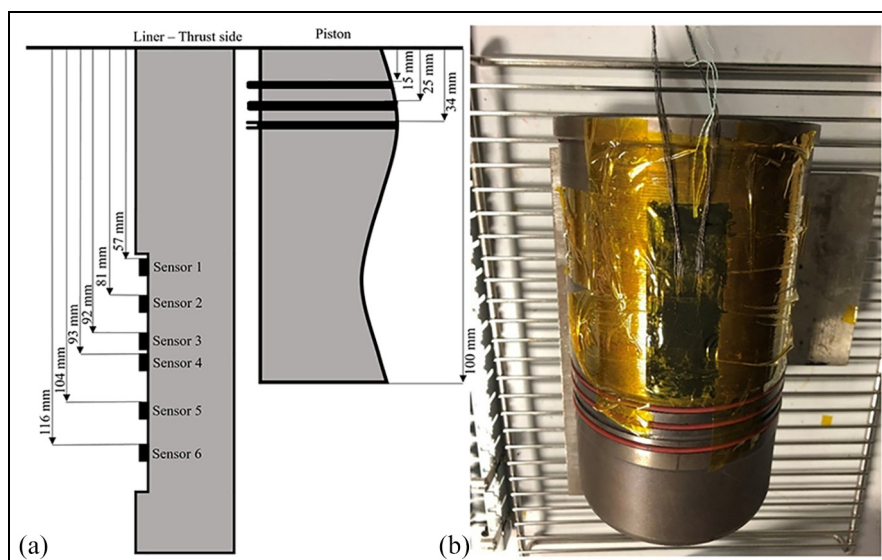 Liner – Thrust side
Piston
15 mm
25 mm
34 mm
100 mm
57 mm
81 mm
92 mm
93 mm
104 mm
116 mm
Sensor 1
Sensor 2
Sensor 3
Sensor 4
Sensor 5
Sensor 6
(a)
(b)